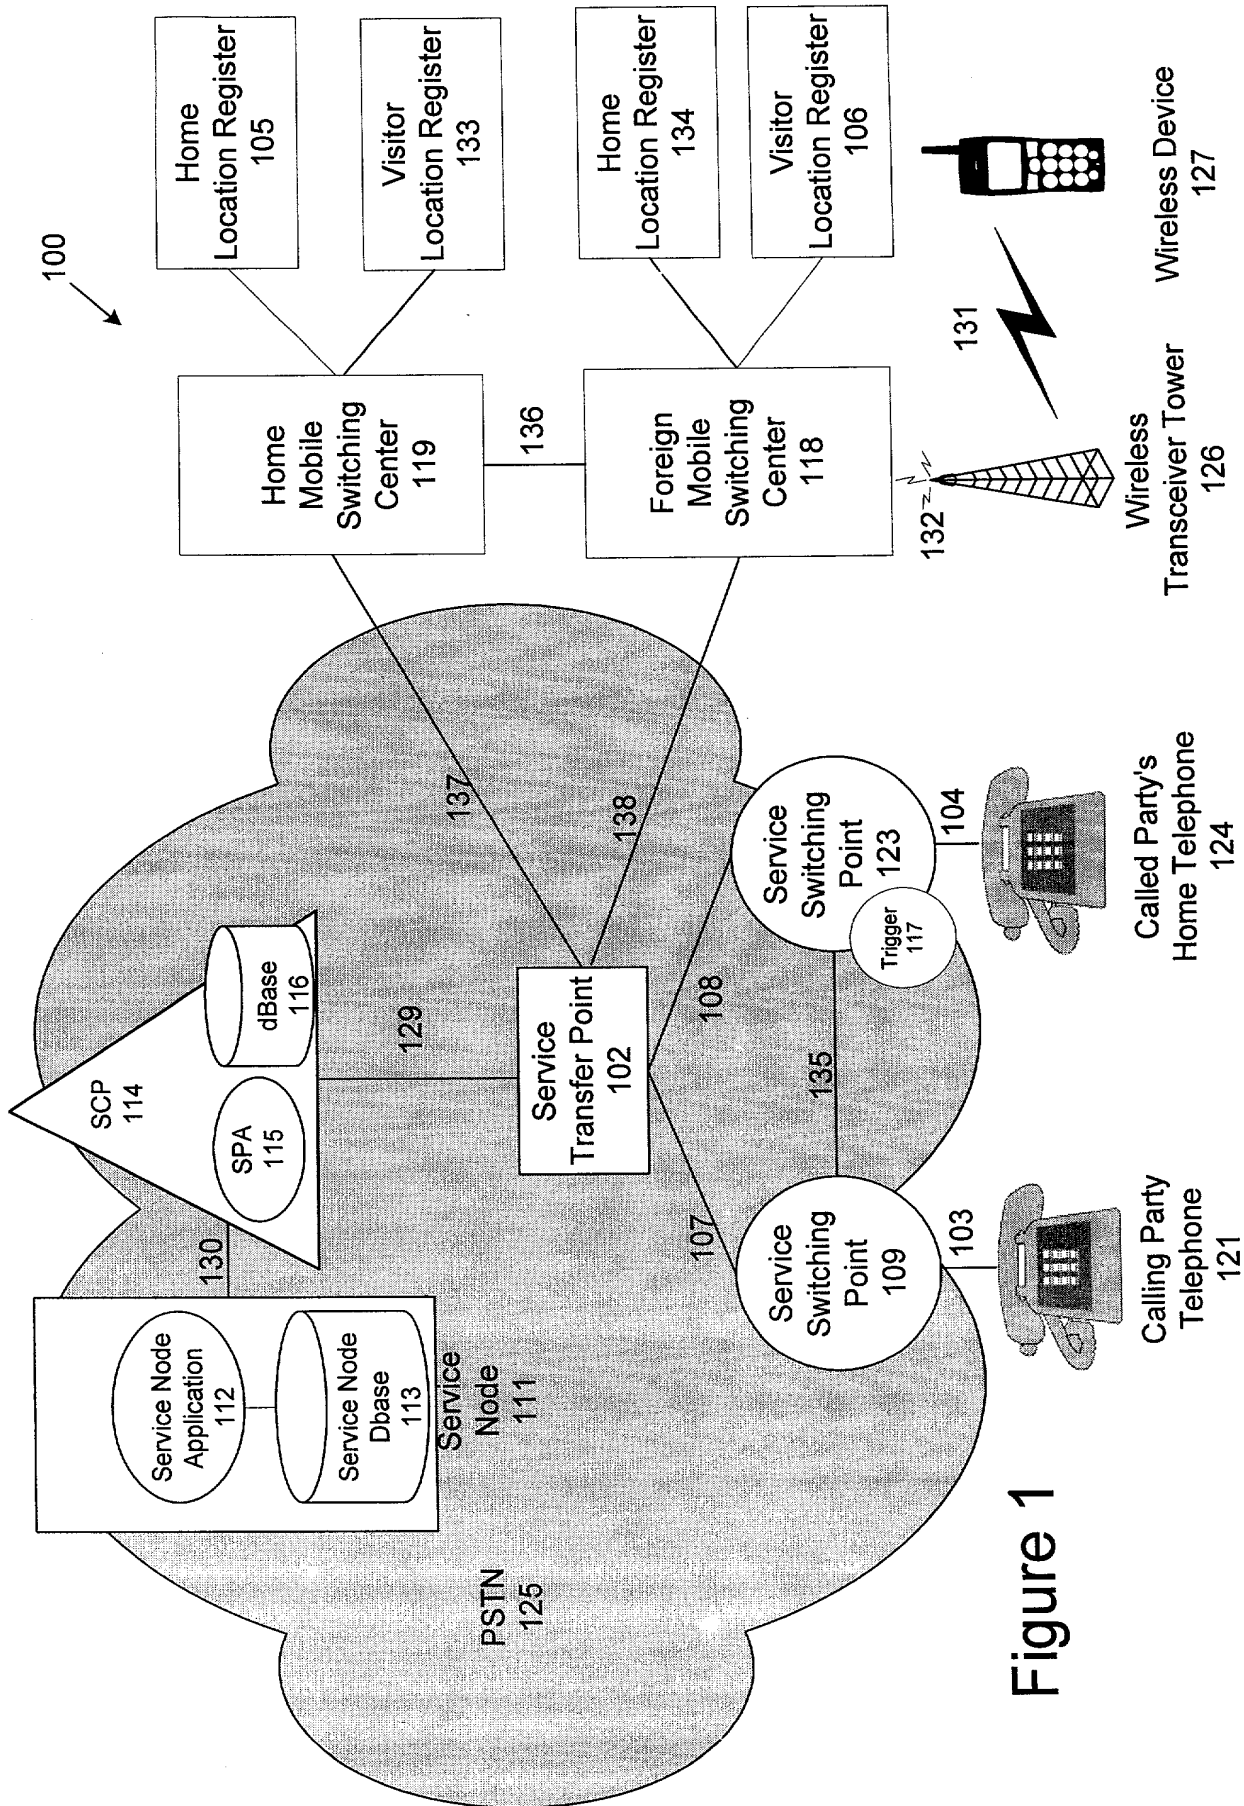 100
Home
Location Register
105
Visitor
Location Register
133
Home
Location Register
134
Visitor
Location Register
106
Home
Mobile
Switching
Center
119
136
Foreign
Mobile
Switching
Center
118
132
131
Wireless
Transceiver Tower
126
Wireless Device
127
137
138
SCP
114
SPA
115
dBase
116
129
130
Service Node
Application
112
Service Node
Dbase
113
Service
Node
111
Service
Transfer Point
102
107
108
135
Service
Switching
Point
109
Service
Switching
Point
123
Trigger
117
103
104
Calling Party
Telephone
121
Called Party's
Home Telephone
124
PSTN
125
Figure 1